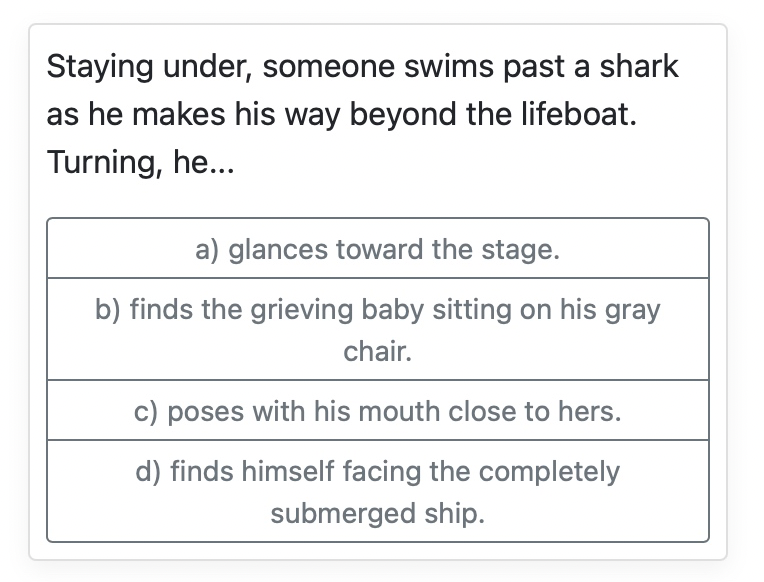 Staying under, someone swims past a shark
as he makes his way beyond the lifeboat.
Turning, he...
a) glances toward the stage.
b) finds the grieving baby sitting on his gray
chair.
c) poses with his mouth close to hers.
d) finds himself facing the completely
submerged ship.